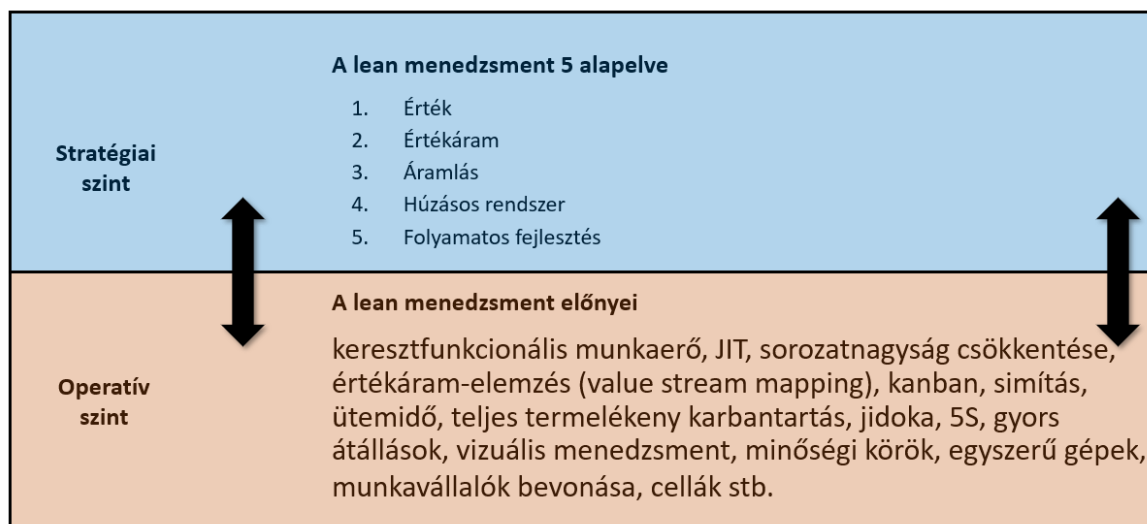 A lean menedzsment 5 alapelve
1. Érték
2. Értékáram
3. Áramlás
4. Húzásos rendszer
5. Folyamatos fejlesztés
Stratégiai
szint
A lean menedzsment előnyei
keresztfunkcionális munkaerő, JIT, sorozatnagyság csökkentése,
értékáram-elemzés (value stream mapping), kanban, simítás,
ütemidő, teljes termelékeny karbantartás, jidoka, 5S, gyors
átállások, vizuális menedzsment, minőségi körök, egyszerű gépek,
munkavállalók bevonása, cellák stb.
Operatív
szint